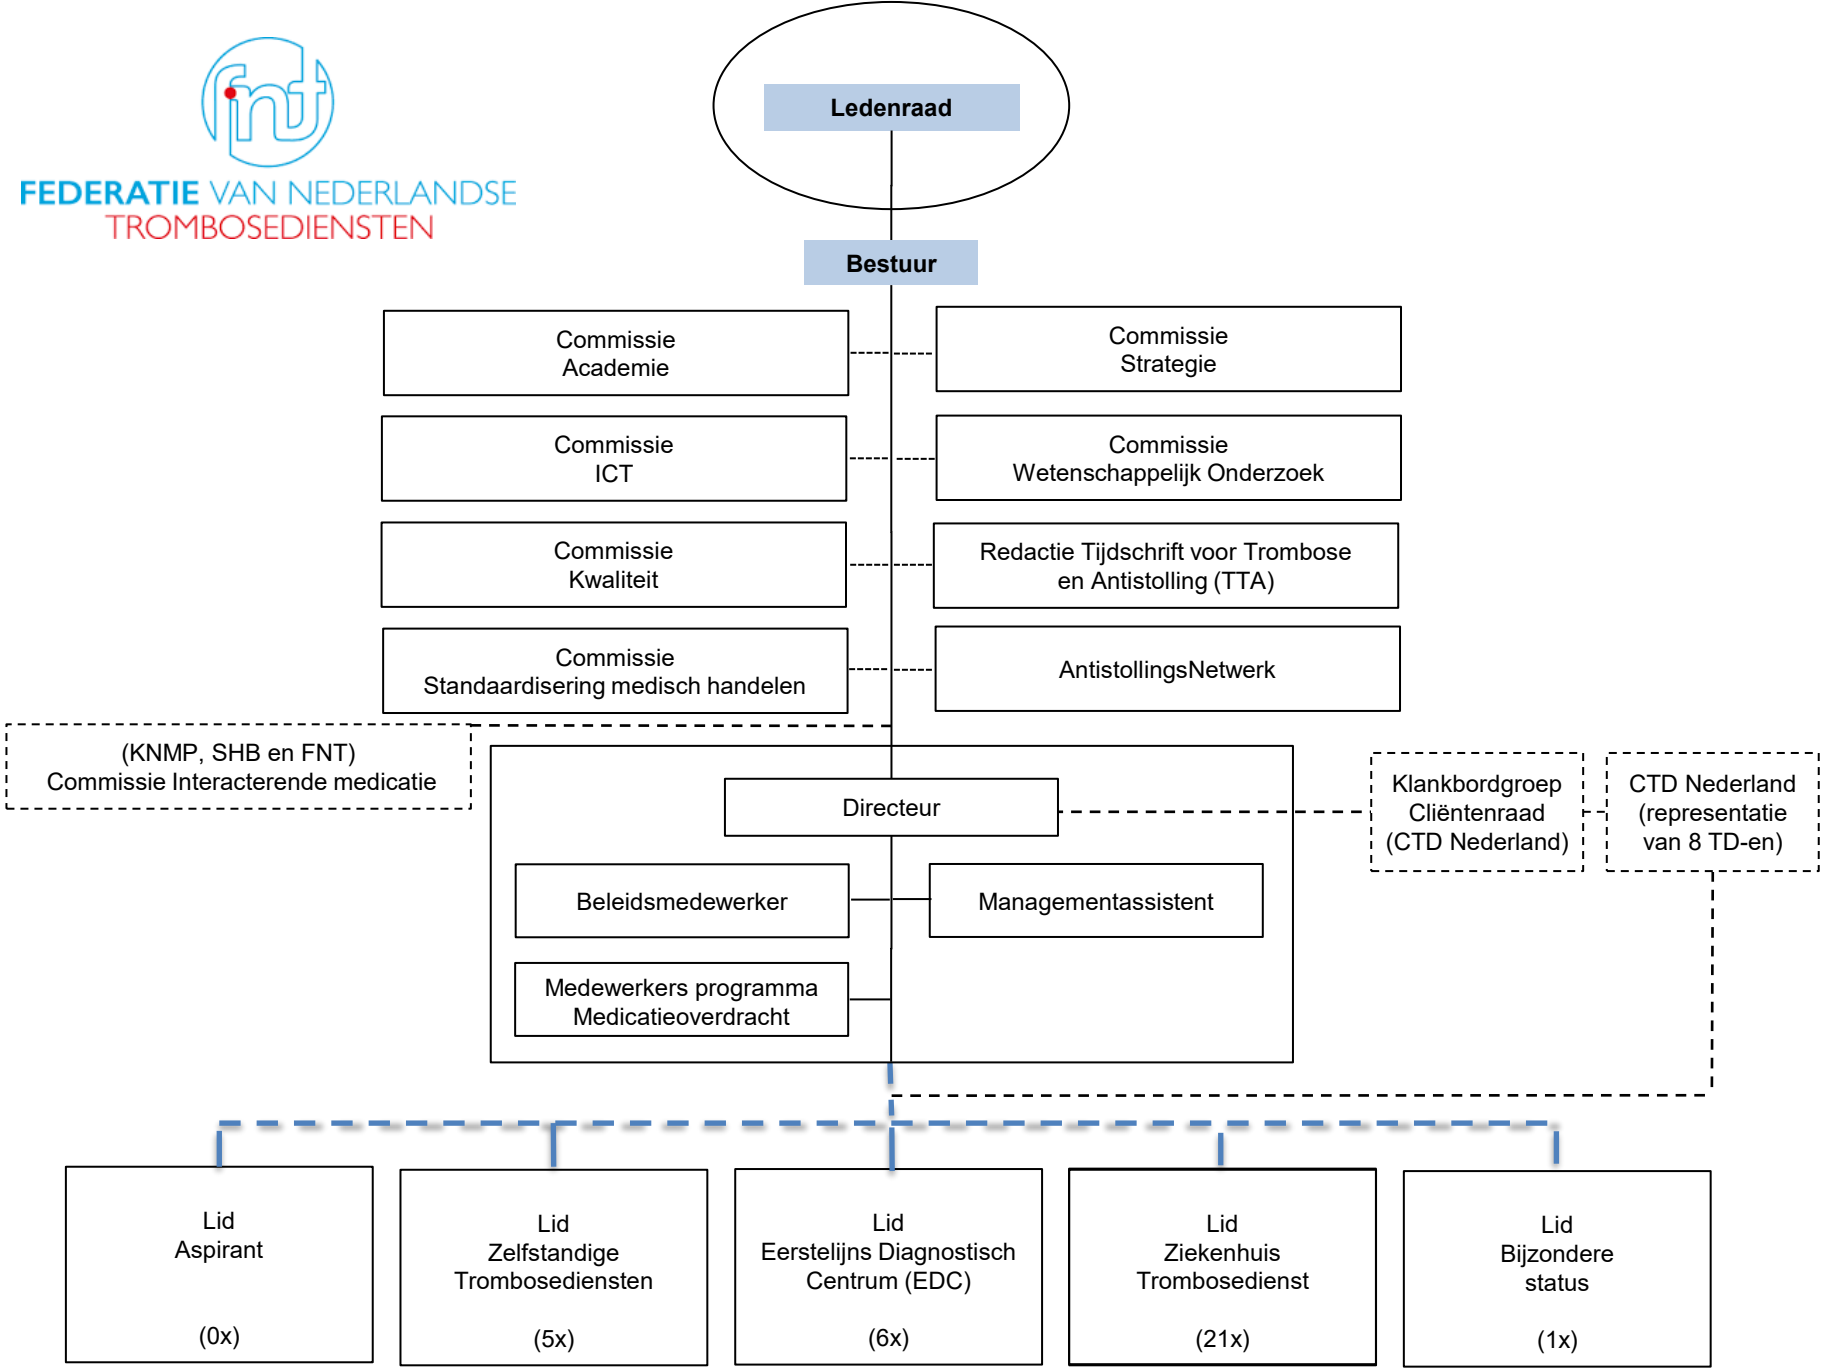 fnt
FEDERATIE VAN NEDERLANDSE
TROMBOSEDIENSTEN
Ledenraad
Bestuur
Commissie
Academie
Commissie
Strategie
Commissie
ICT
Commissie
Wetenschappelijk Onderzoek
Commissie
Kwaliteit
Redactie Tijdschrift voor Trombose
en Antistolling (TTA)
Commissie
Standaardisering medisch handelen
AntistollingsNetwerk
(KNMP, SHB en FNT)
Commissie Interacterende medicatie
Directeur
Klankbordgroep
Cliëntenraad
(CTD Nederland)
CTD Nederland
(representatie
van 8 TD-en)
Beleidsmedewerker
Managementassistent
Medewerkers programma
Medicatieoverdracht
Lid
Aspirant
(0x)
Lid
Zelfstandige
Trombosediensten
(5x)
Lid
Eerstelijns Diagnostisch
Centrum (EDC)
(6x)
Lid
Ziekenhuis
Trombosedienst
(21x)
Lid
Bijzondere
status
(1x)